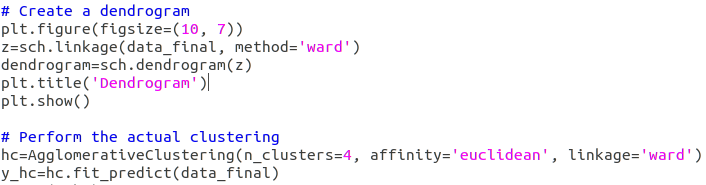 # Create a dendrogram
plt.figure(figsize=(10, 7))
z=sch.linkage(data_final, method='ward')
dendrogram=sch.dendrogram(z)
plt.title('Dendrogram')
plt.show()
# Perform the actual clustering
hc=AgglomerativeClustering(n_clusters=4, affinity='euclidean', linkage='ward')
y_hc=hc.fit_predict(data_final)